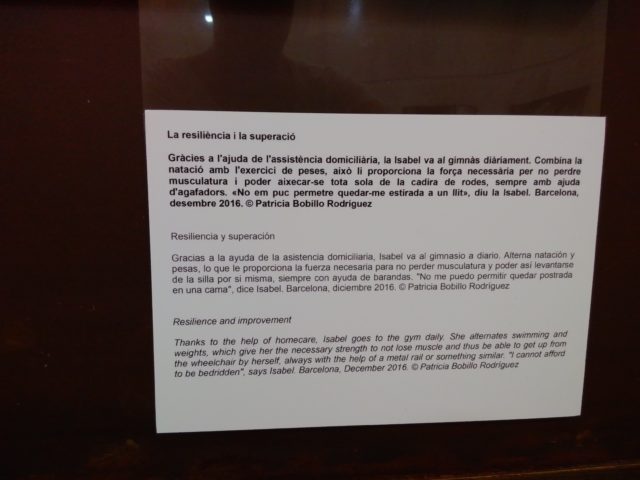 La resiliència i la superació
Gràcies a l'ajuda de l'assistència domiciliària, la Isabel va al gimnàs diàriament. Combina la
natació amb l'exercici de peses, això li proporciona la força necessària per no perdre
musculatura i poder aixecar-se tota sola de la cadira de rodes, sempre amb ajuda
d'agafadors. «No em puc permetre quedar-me estirada a un llit», diu la Isabel. Barcelona,
desembre 2016. © Patricia Bobillo Rodríguez
Resiliencia y superación
Gracias a la ayuda de la asistencia domiciliaria, Isabel va al gimnasio a diario. Alterna natación y
pesas, lo que le proporciona la fuerza necesaria para no perder musculatura y poder así levantarse
de la silla por si misma, siempre con ayuda de barandas. "No me puedo permitir quedar postrada
en una cama", dice Isabel. Barcelona, diciembre 2016. © Patricia Bobillo Rodríguez
Resilience and improvement
Thanks to the help of homecare, Isabel goes to the gym daily. She alternates swimming and
weights, which give her the necessary strength to not lose muscle and thus be able to get up from
the wheelchair by herself, always with the help of a metal rail or something similar. "I cannot afford
to be bedridden", says Isabel. Barcelona, December 2016. © Patricia Bobillo Rodríguez